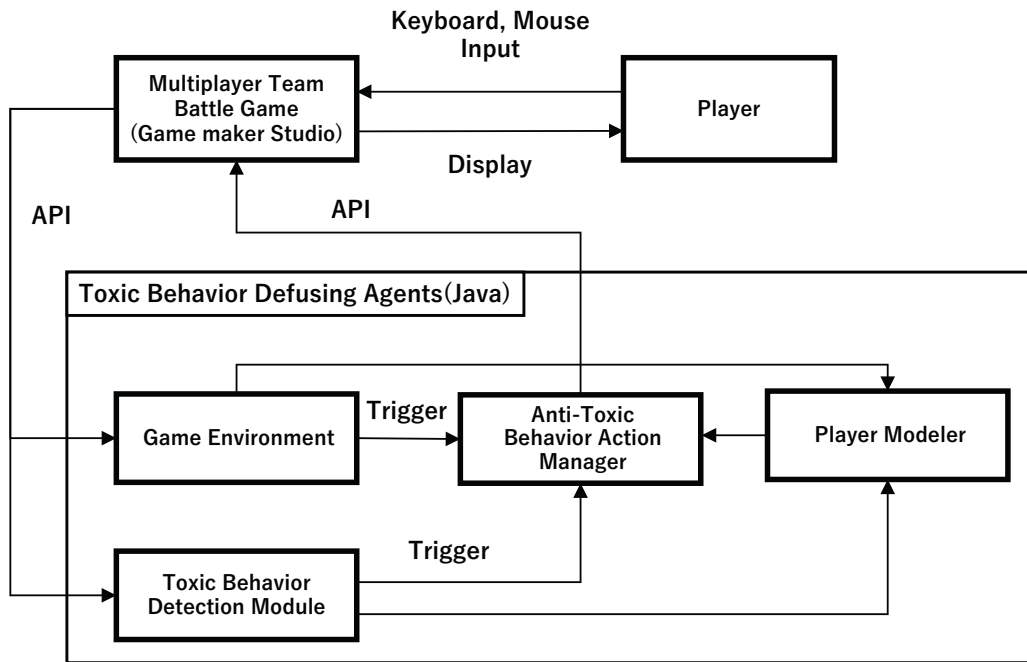 Keyboard, Mouse
Input
Multiplayer Team
Battle Game
(Game maker Studio)
Player
Display
API
API
Toxic Behavior Defusing Agents(Java)
Game Environment
Trigger
Anti-Toxic
Behavior Action
Manager
Player Modeler
Trigger
Toxic Behavior
Detection Module